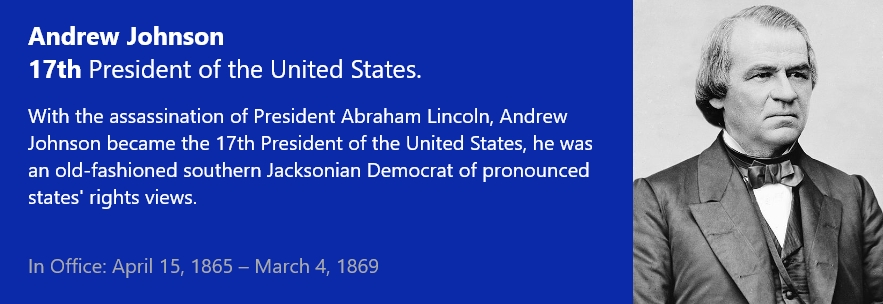 Andrew Johnson
17th President of the United States.
With the assassination of President Abraham Lincoln, Andrew
Johnson became the 17th President of the United States, he was
an old-fashioned southern Jacksonian Democrat of pronounced
states' rights views.
In Office: April 15, 1865 – March 4, 1869